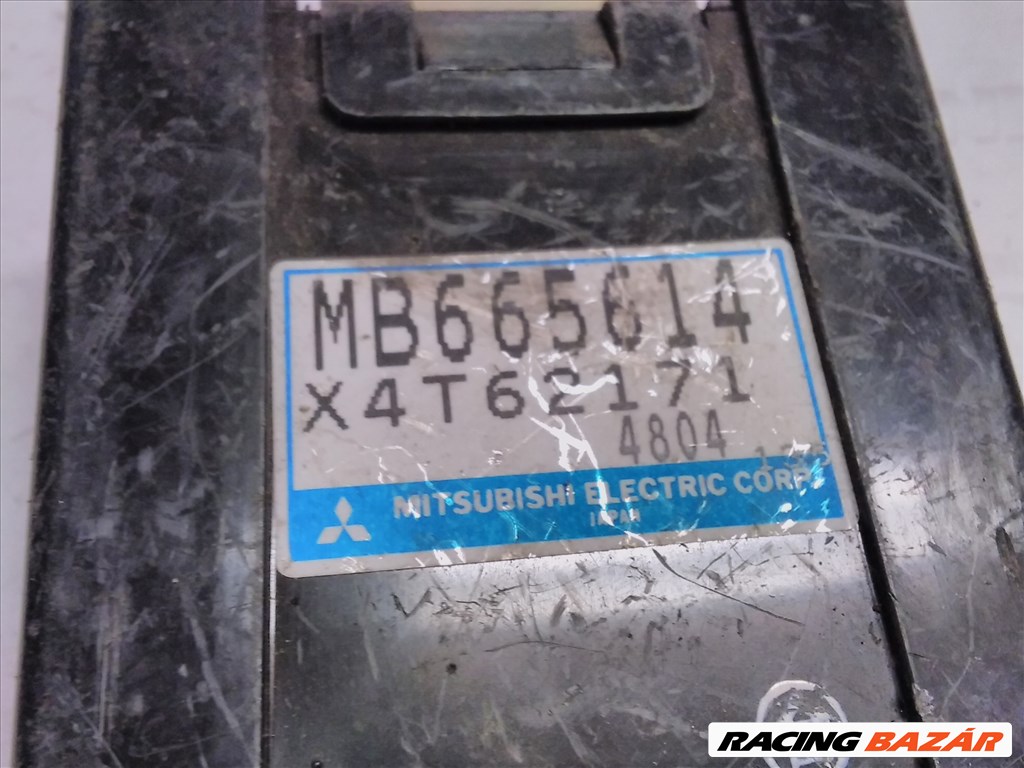 MB665614
X4T62171
4804
MITSUBISHI ELECTRIC CORP.
JAPAN
RACING BAZÁR